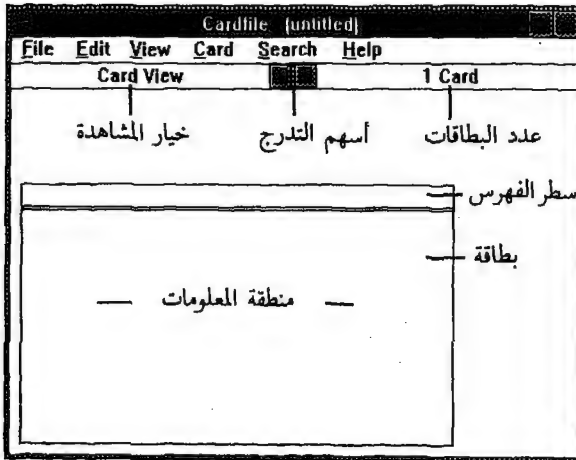 Cardfile (untitled)
File Edit View Card Search Help
Card View 1 Card
خيار المشاهدة أسهم التدرج عدد البطاقات
سطر الفهرس
بطاقة
منطقة المعلومات